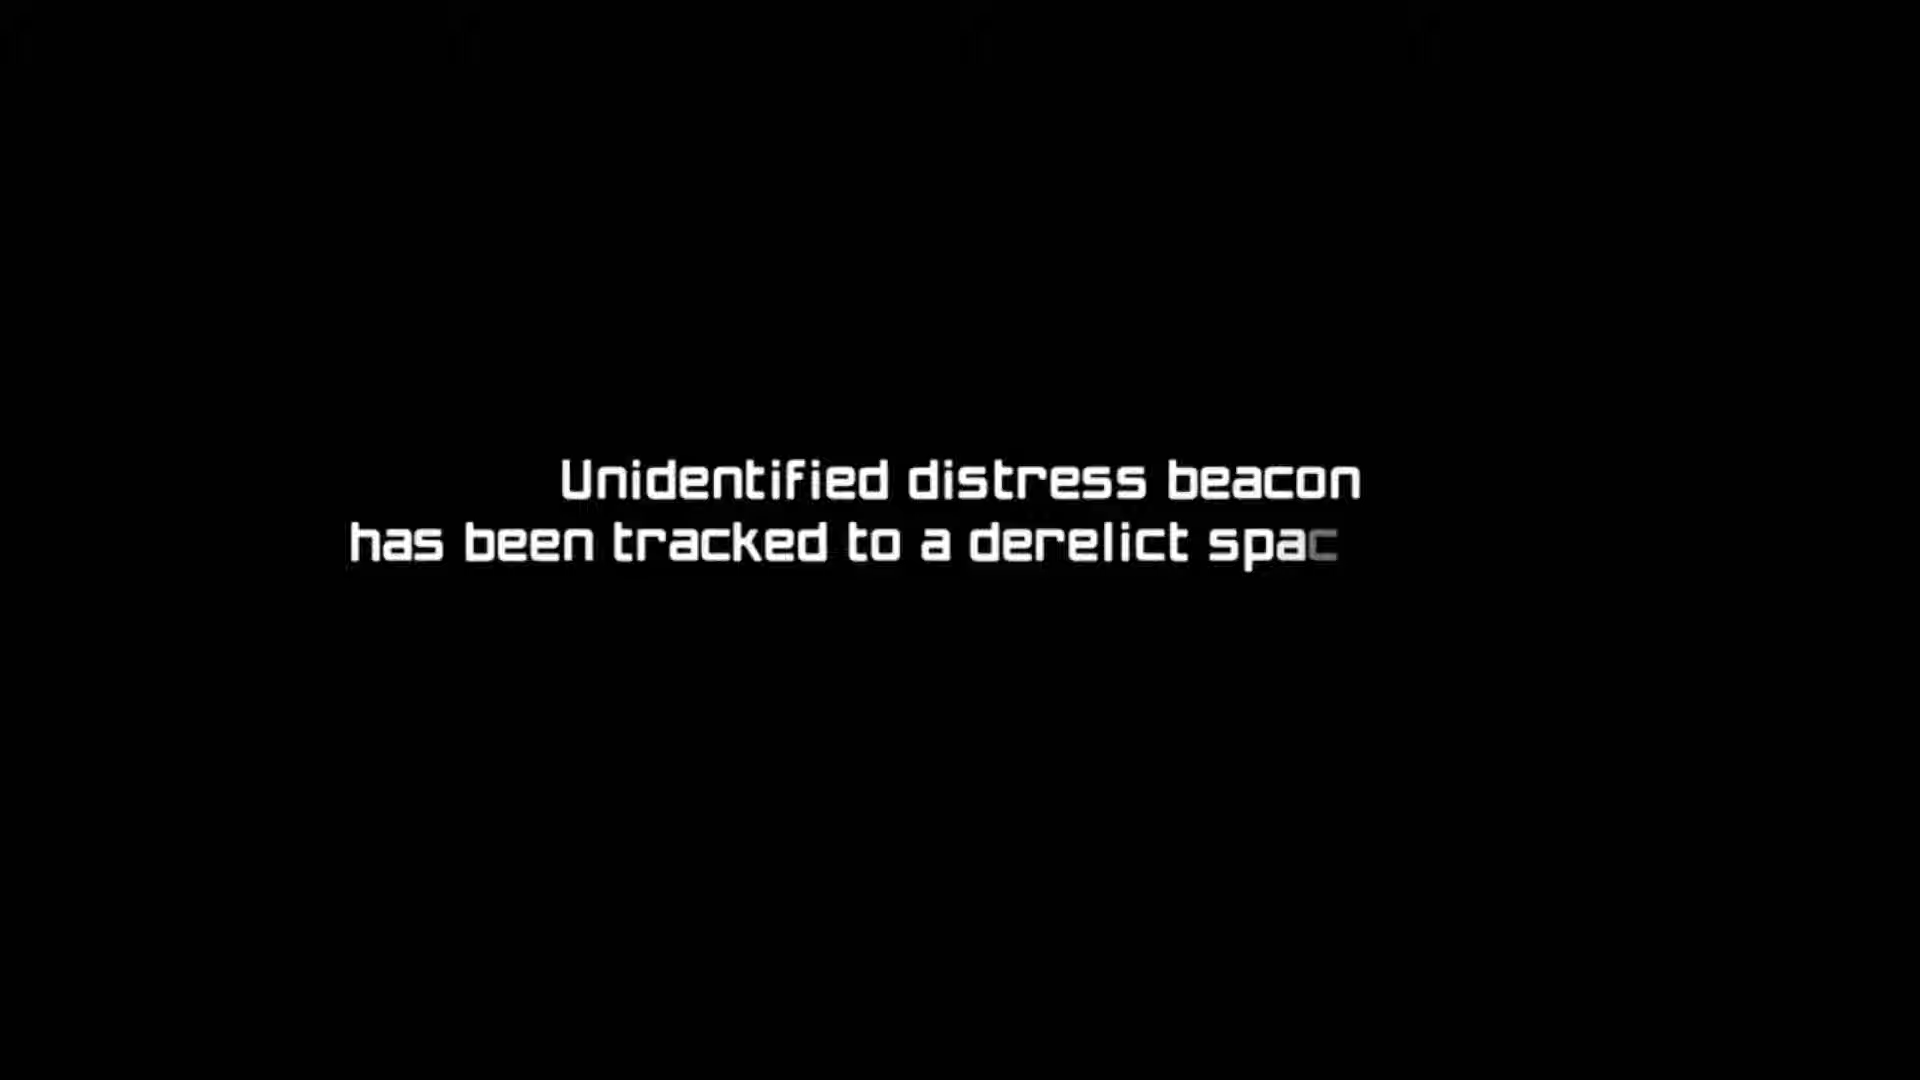 Unidentified distress beacon
has been tracked to a derelict spac